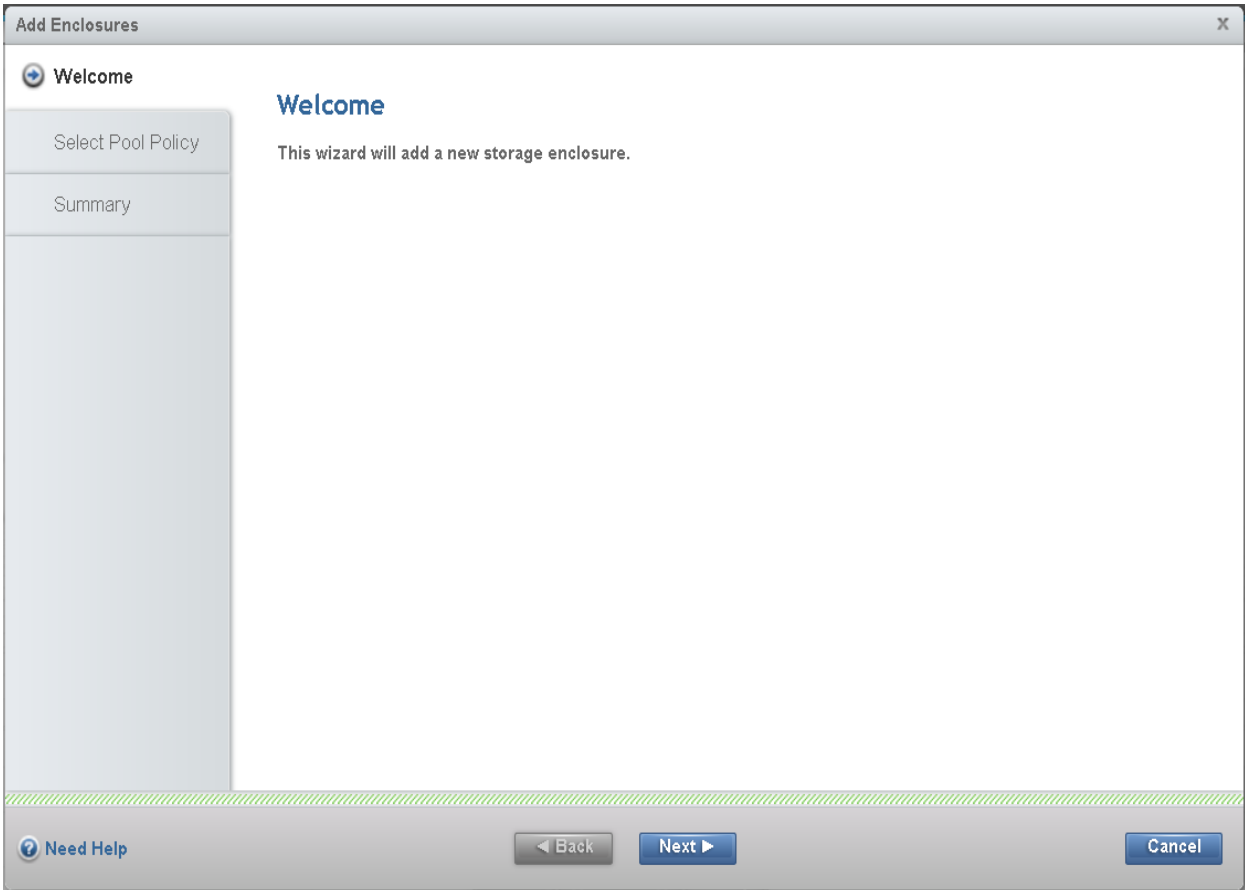 Add Enclosures
x
Welcome
Select Pool Policy
Summary
Welcome
This wizard will add a new storage enclosure.
Need Help
Back
Next
Cancel